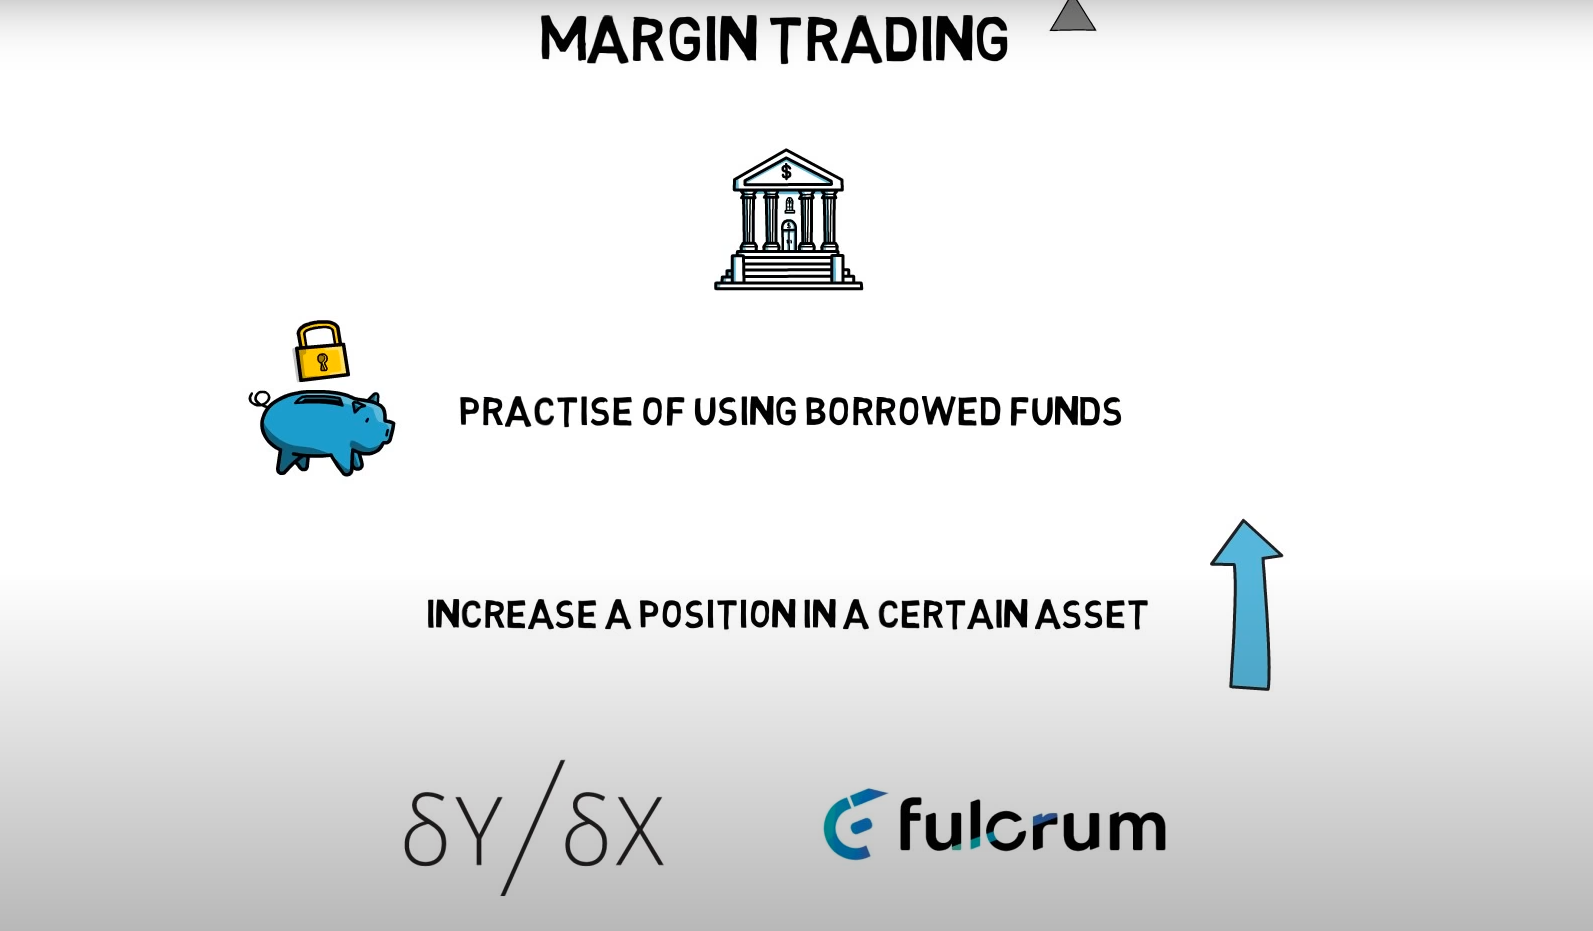 MARGIN TRADING
$
PRACTISE OF USING BORROWED FUNDS
INCREASE A POSITION IN A CERTAIN ASSET
δY/δX
fulcrum